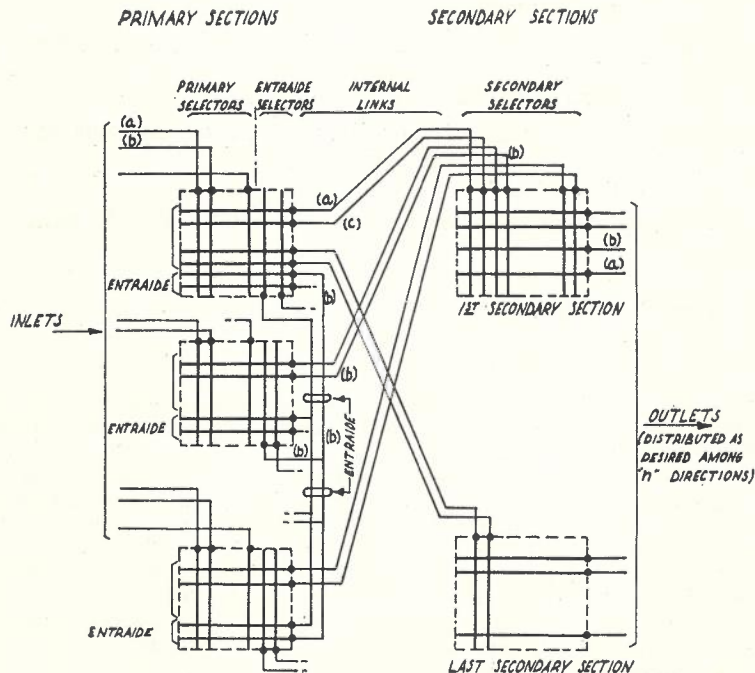 PRIMARY SECTIONS
SECONDARY SECTIONS
PRIMARY SELECTORS
ENTRAIDE SELECTORS
INTERNAL LINKS
SECONDARY SELECTORS
(a)
(b)
(b)
(a)
(c)
(b)
(a)
ENTRAIDE
(b)
1ST SECONDARY SECTION
INLETS
(b)
ENTRAIDE
(b)
(b)
ENTRAIDE
OUTLETS
(DISTRIBUTED AS
DESIRED AMONG
"n" DIRECTIONS)
ENTRAIDE
LAST SECONDARY SECTION